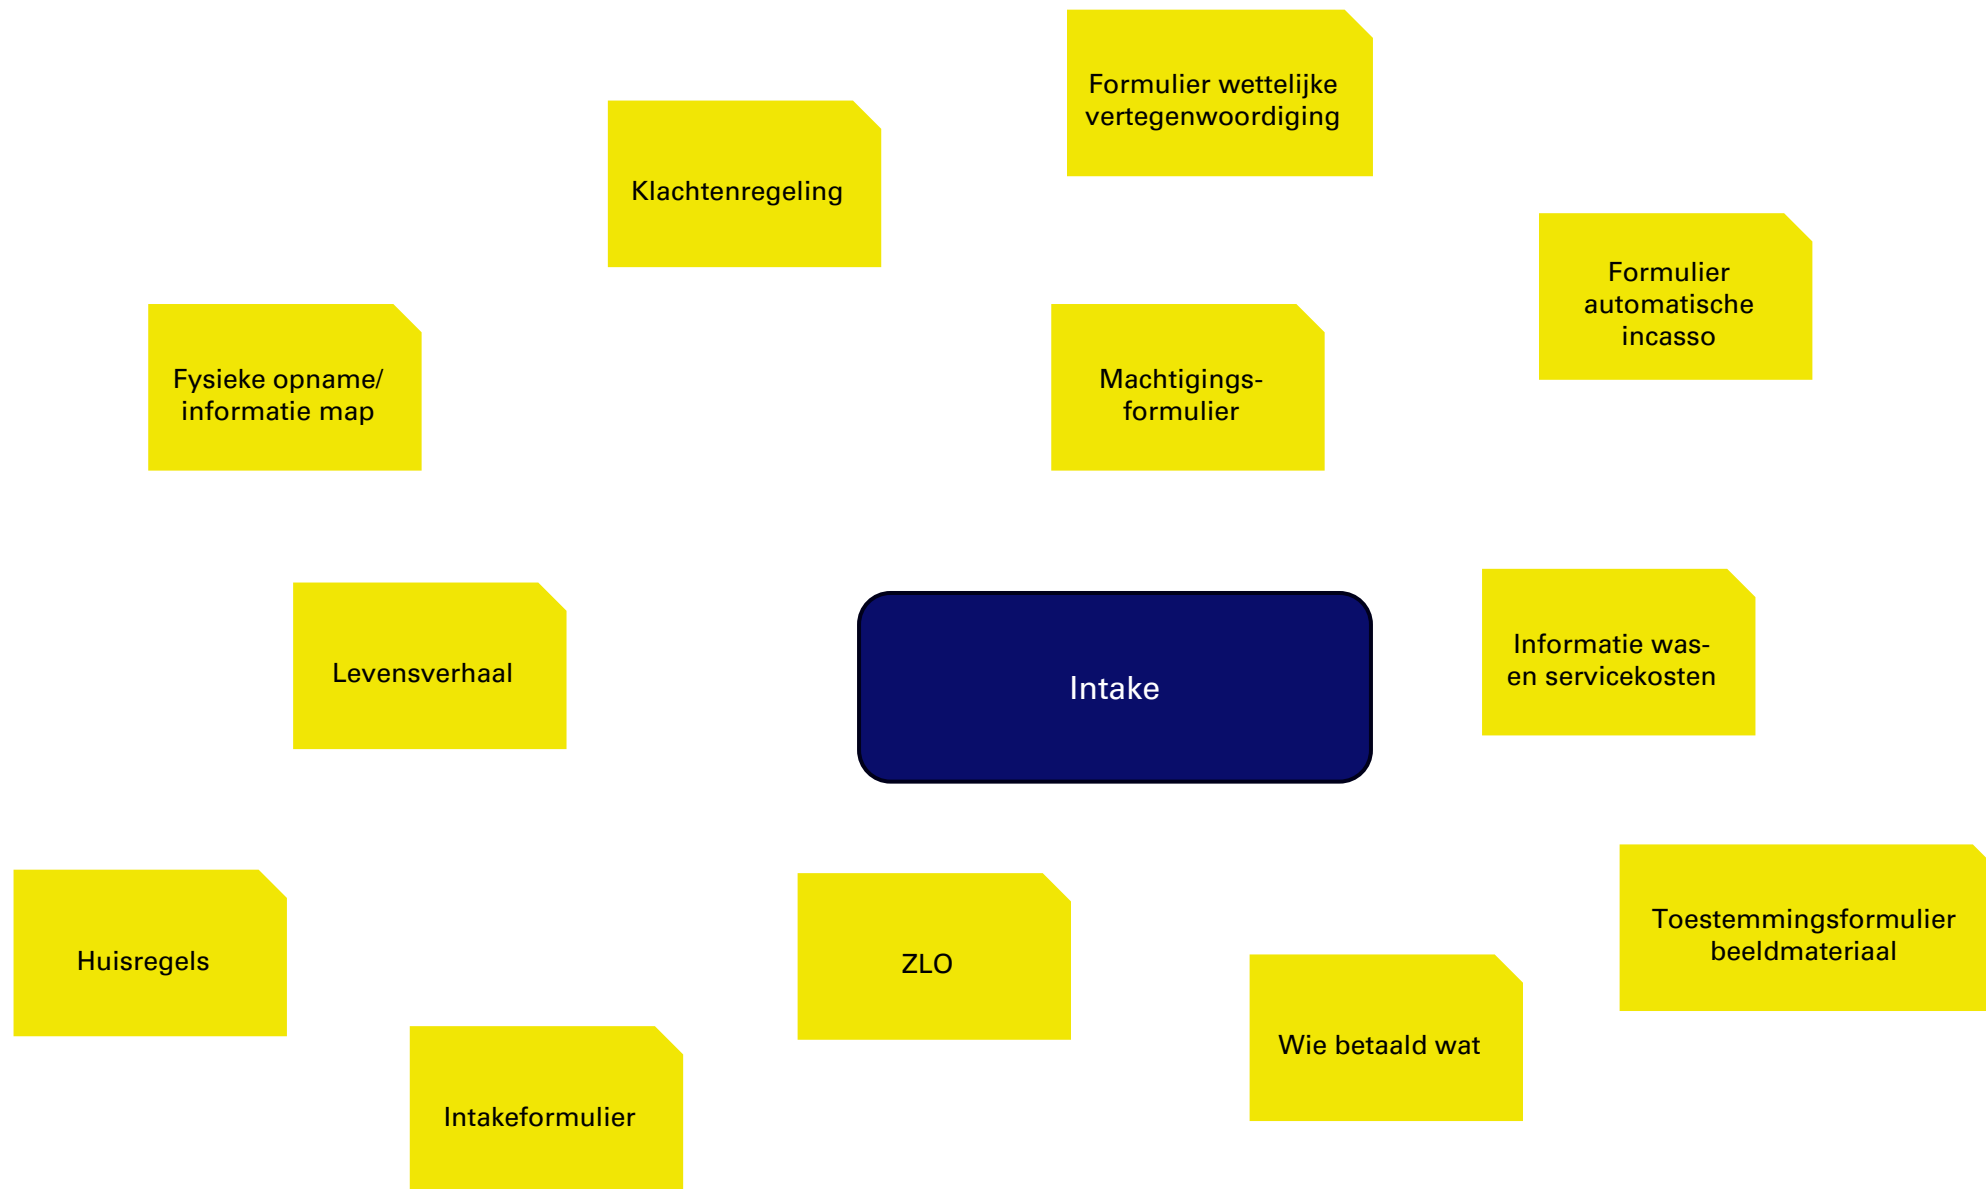 Formulier wettelijke
vertegenwoordiging
Klachtenregeling
Formulier
automatische
incasso
Fysieke opname/
informatie map
Machtigings-
formulier
Levensverhaal
Intake
Informatie was-
en servicekosten
Huisregels
ZLO
Toestemmingsformulier
beeldmateriaal
Wie betaald wat
Intakeformulier